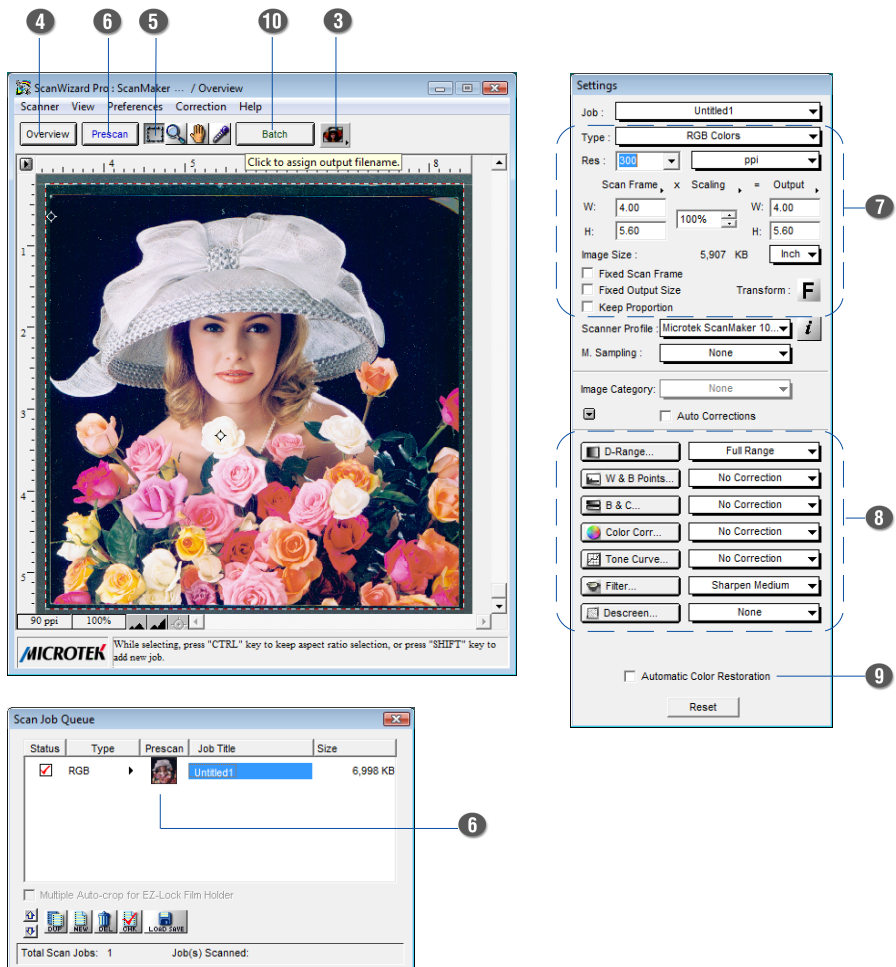 4 6 5 10 3
ScanWizard Pro : ScanMaker ... / Overview
Scanner View Preferences Correction Help
Overview Prescan Batch
Click to assign output filename.
4 5 8
1
2
3
4
5
90 ppi 100%
MICROTEK
While selecting, press "CTRL" key to keep aspect ratio selection, or press "SHIFT" key to
add new job.
Settings
Job : Untitled1
Type : RGB Colors
Res : 300 ppi
Scan Frame x Scaling = Output
W: 4.00 100% W: 4.00
H: 5.60 H: 5.60
7
Image Size : 5,907 KB Inch
Fixed Scan Frame
Fixed Output Size Transform : F
Keep Proportion
Scanner Profile : Microtek ScanMaker 10... i
M. Sampling : None
Image Category: None
Auto Corrections
D-Range... Full Range
W & B Points... No Correction
B & C... No Correction
8
Color Corr... No Correction
Tone Curve... No Correction
Filter... Sharpen Medium
Descreen... None
Automatic Color Restoration 9
Reset
Scan Job Queue
Status Type Prescan Job Title Size
RGB Untitled1 6,998 KB
6
Multiple Auto-crop for EZ-Lock Film Holder
DUP NEW DEL CHK LOAD SAVE
Total Scan Jobs: 1 Job(s) Scanned: